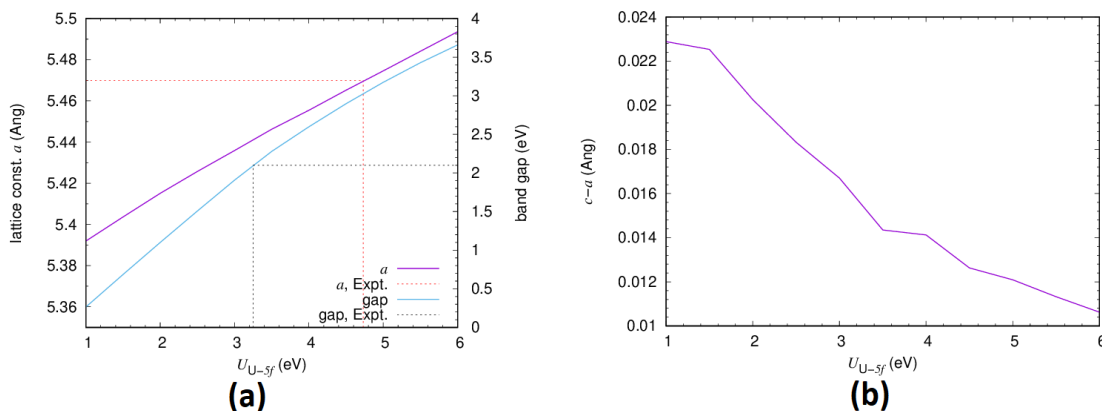 5.5
5.48
5.46
5.44
5.42
5.4
5.38
5.36
lattice const. a (Ang)
4
3.5
3
2.5
2
1.5
1
0.5
0
band gap (eV)
a
a, Expt.
gap
gap, Expt.
1 2 3 4 5 6
U_U−5f (eV)
(a)
0.024
0.022
0.02
0.018
0.016
0.014
0.012
0.01
c−a (Ang)
1 2 3 4 5 6
U_U−5f (eV)
(b)